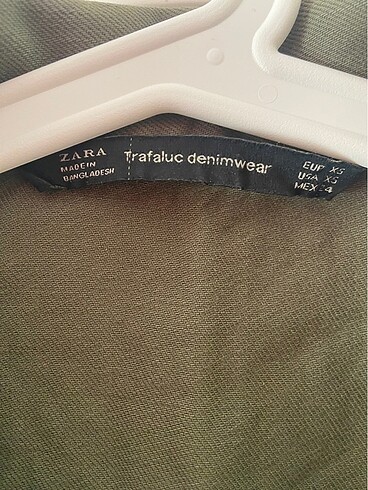 ZARA
MADE IN
BANGLADESH
Trafaluc denimwear
EUR XS
USA XS
MEX 24